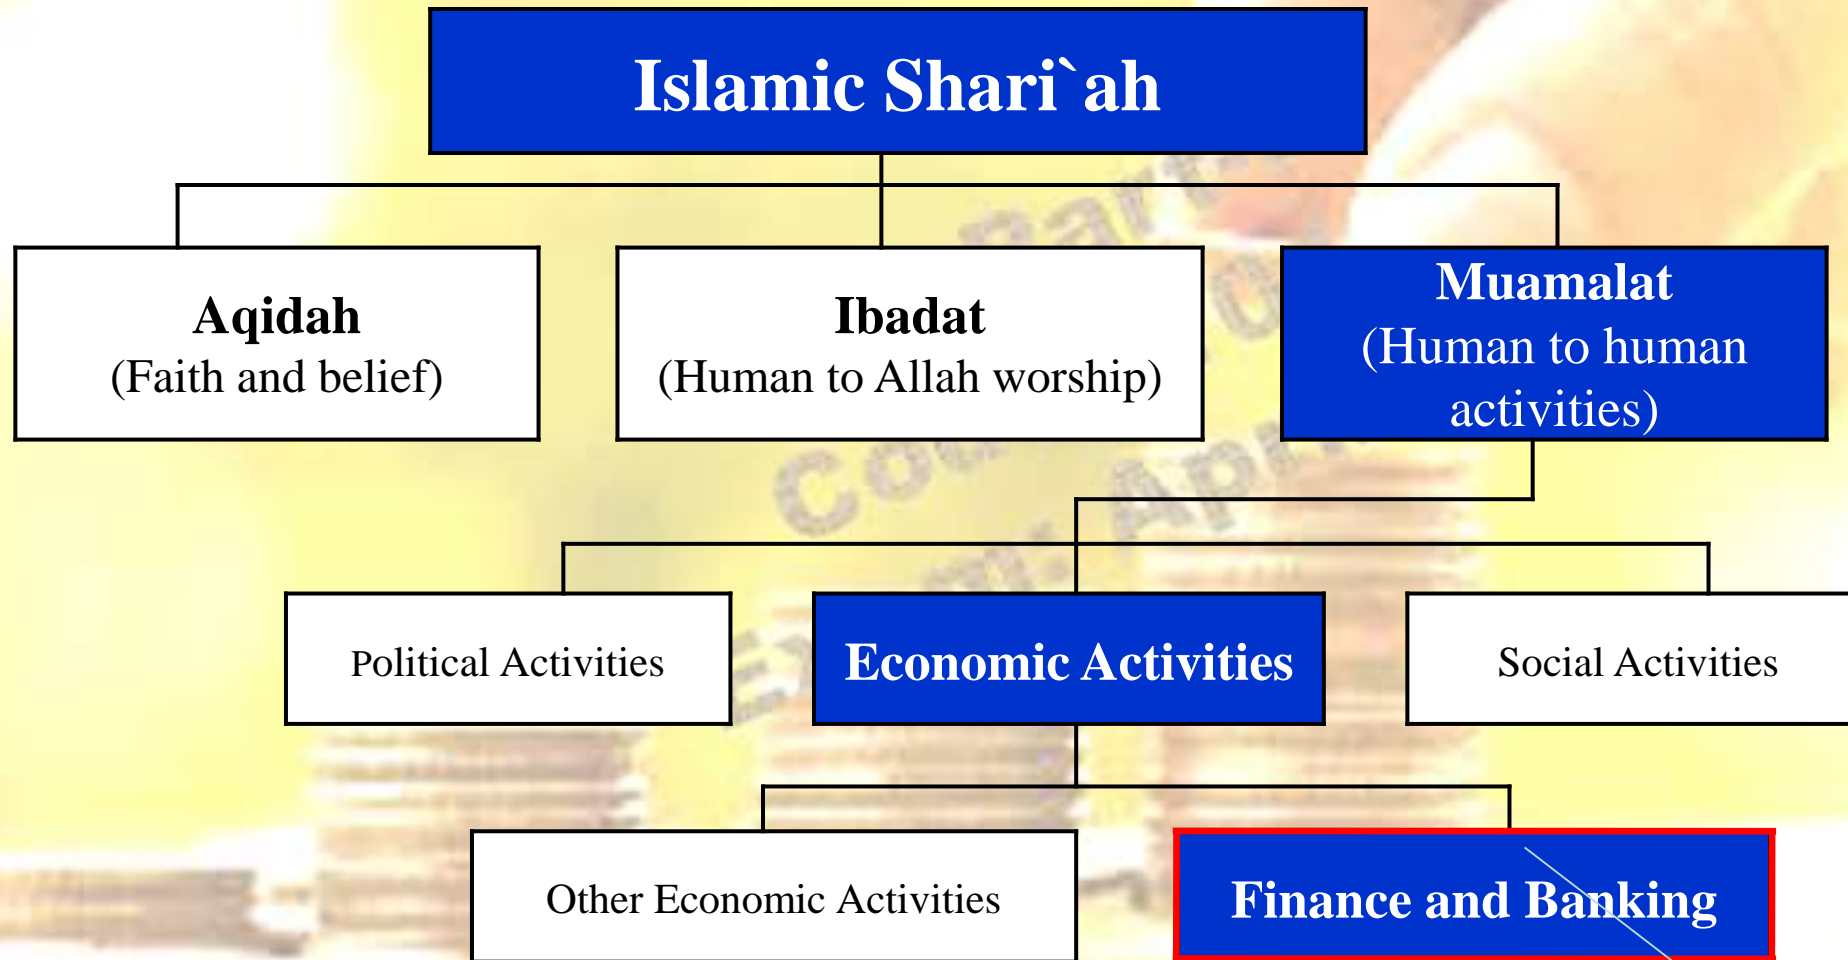 Islamic Shari`ah
Aqidah
(Faith and belief)
Ibadat
(Human to Allah worship)
Muamalat
(Human to human
activities)
Political Activities
Economic Activities
Social Activities
Other Economic Activities
Finance and Banking